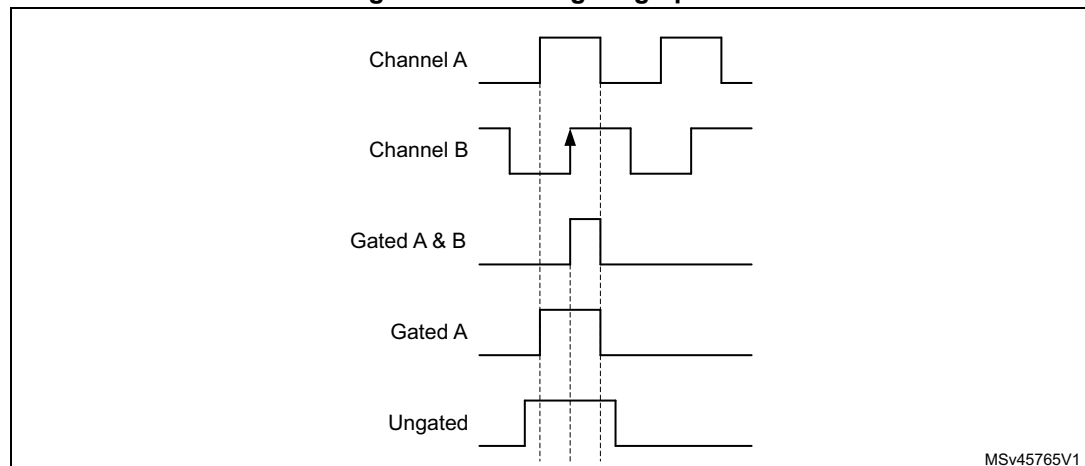 Channel A
Channel B
Gated A & B
Gated A
Ungated
MSv45765V1